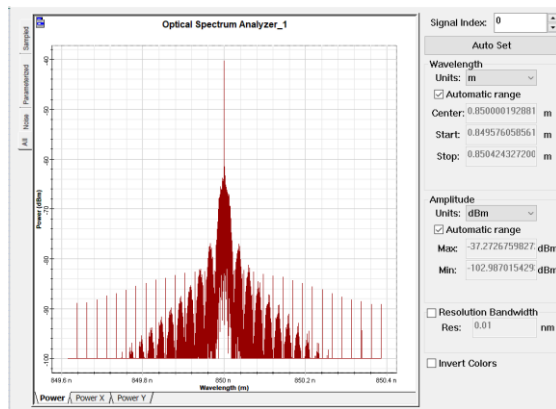 Optical Spectrum Analyzer_1
Sampled
Parameterized
Noise
All
Power (dBm)
-40
-50
-60
-70
-80
-90
-100
849.6 n
849.8 n
850 n
850.2 n
850.4 n
Wavelength (m)
Power
Power X
Power Y
Signal Index: 0
Auto Set
Wavelength
Units: m
Automatic range
Center: 0.850000192881 m
Start: 0.849576058561 m
Stop: 0.850424327200 m
Amplitude
Units: dBm
Automatic range
Max: -37.2726759827 dBm
Min: -102.987015429 dBm
Resolution Bandwidth
Res: 0.01 nm
Invert Colors